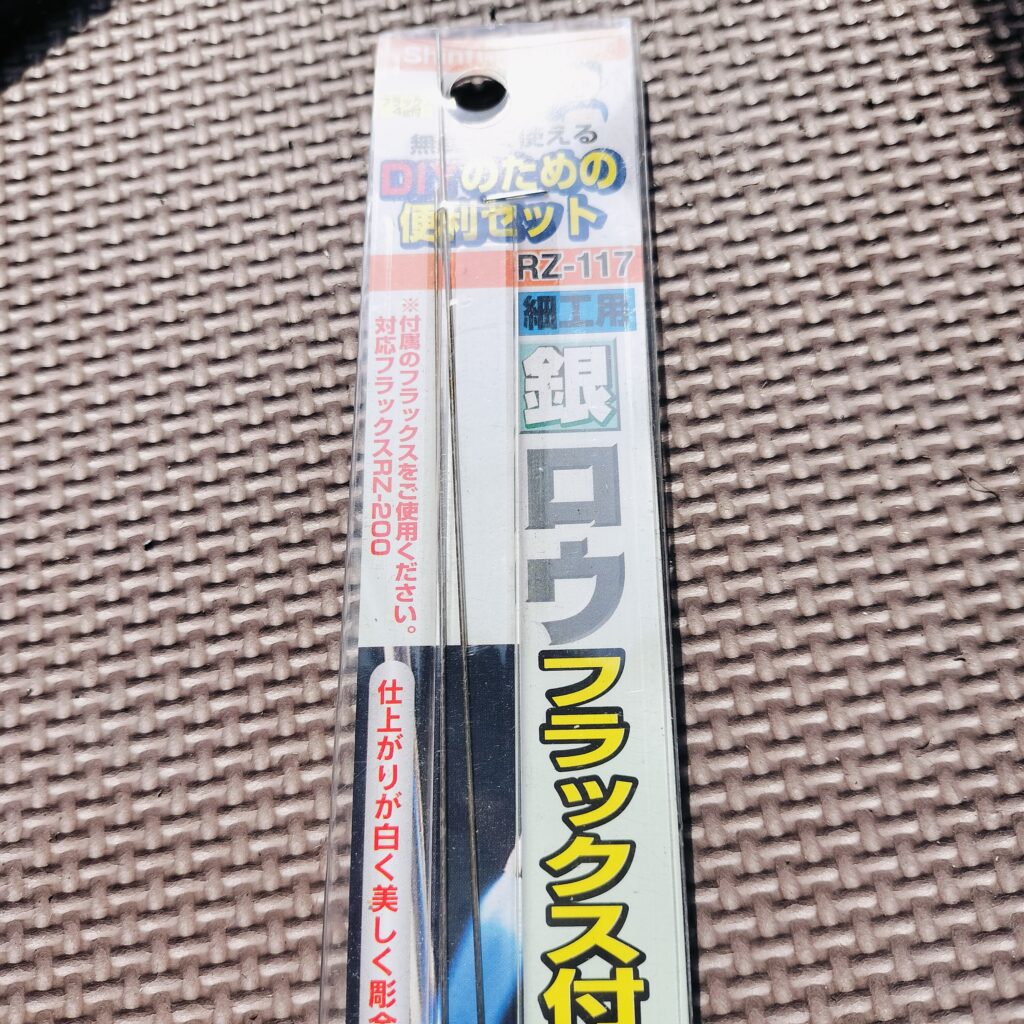 使える
DIYのための
便利セット
RZ-117
細工用
銀ロウ
フラックス付
※付属のフラックスをご使用ください。
対応フラックスRZ-200
仕上がりが白く美しく彫金